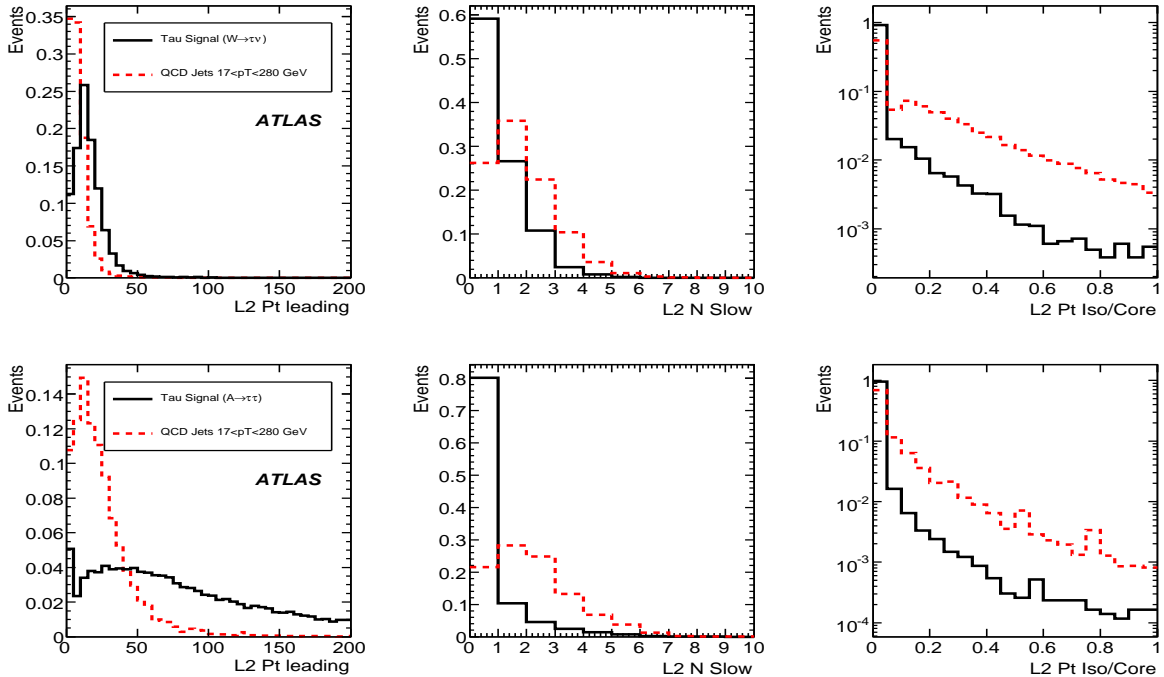 Events
0.35
0.3
0.25
0.2
0.15
0.1
0.05
0
Tau Signal (W→τν)
QCD Jets 17<pT<280 GeV
ATLAS
0 50 100 150 200
L2 Pt leading
Events
0.6
0.5
0.4
0.3
0.2
0.1
0
0 1 2 3 4 5 6 7 8 9 10
L2 N Slow
Events
1
10⁻¹
10⁻²
10⁻³
0 0.2 0.4 0.6 0.8 1
L2 Pt Iso/Core
Events
0.14
0.12
0.1
0.08
0.06
0.04
0.02
0
Tau Signal (A→ττ)
QCD Jets 17<pT<280 GeV
ATLAS
0 50 100 150 200
L2 Pt leading
Events
0.8
0.7
0.6
0.5
0.4
0.3
0.2
0.1
0
0 1 2 3 4 5 6 7 8 9 10
L2 N Slow
Events
1
10⁻¹
10⁻²
10⁻³
10⁻⁴
0 0.2 0.4 0.6 0.8 1
L2 Pt Iso/Core